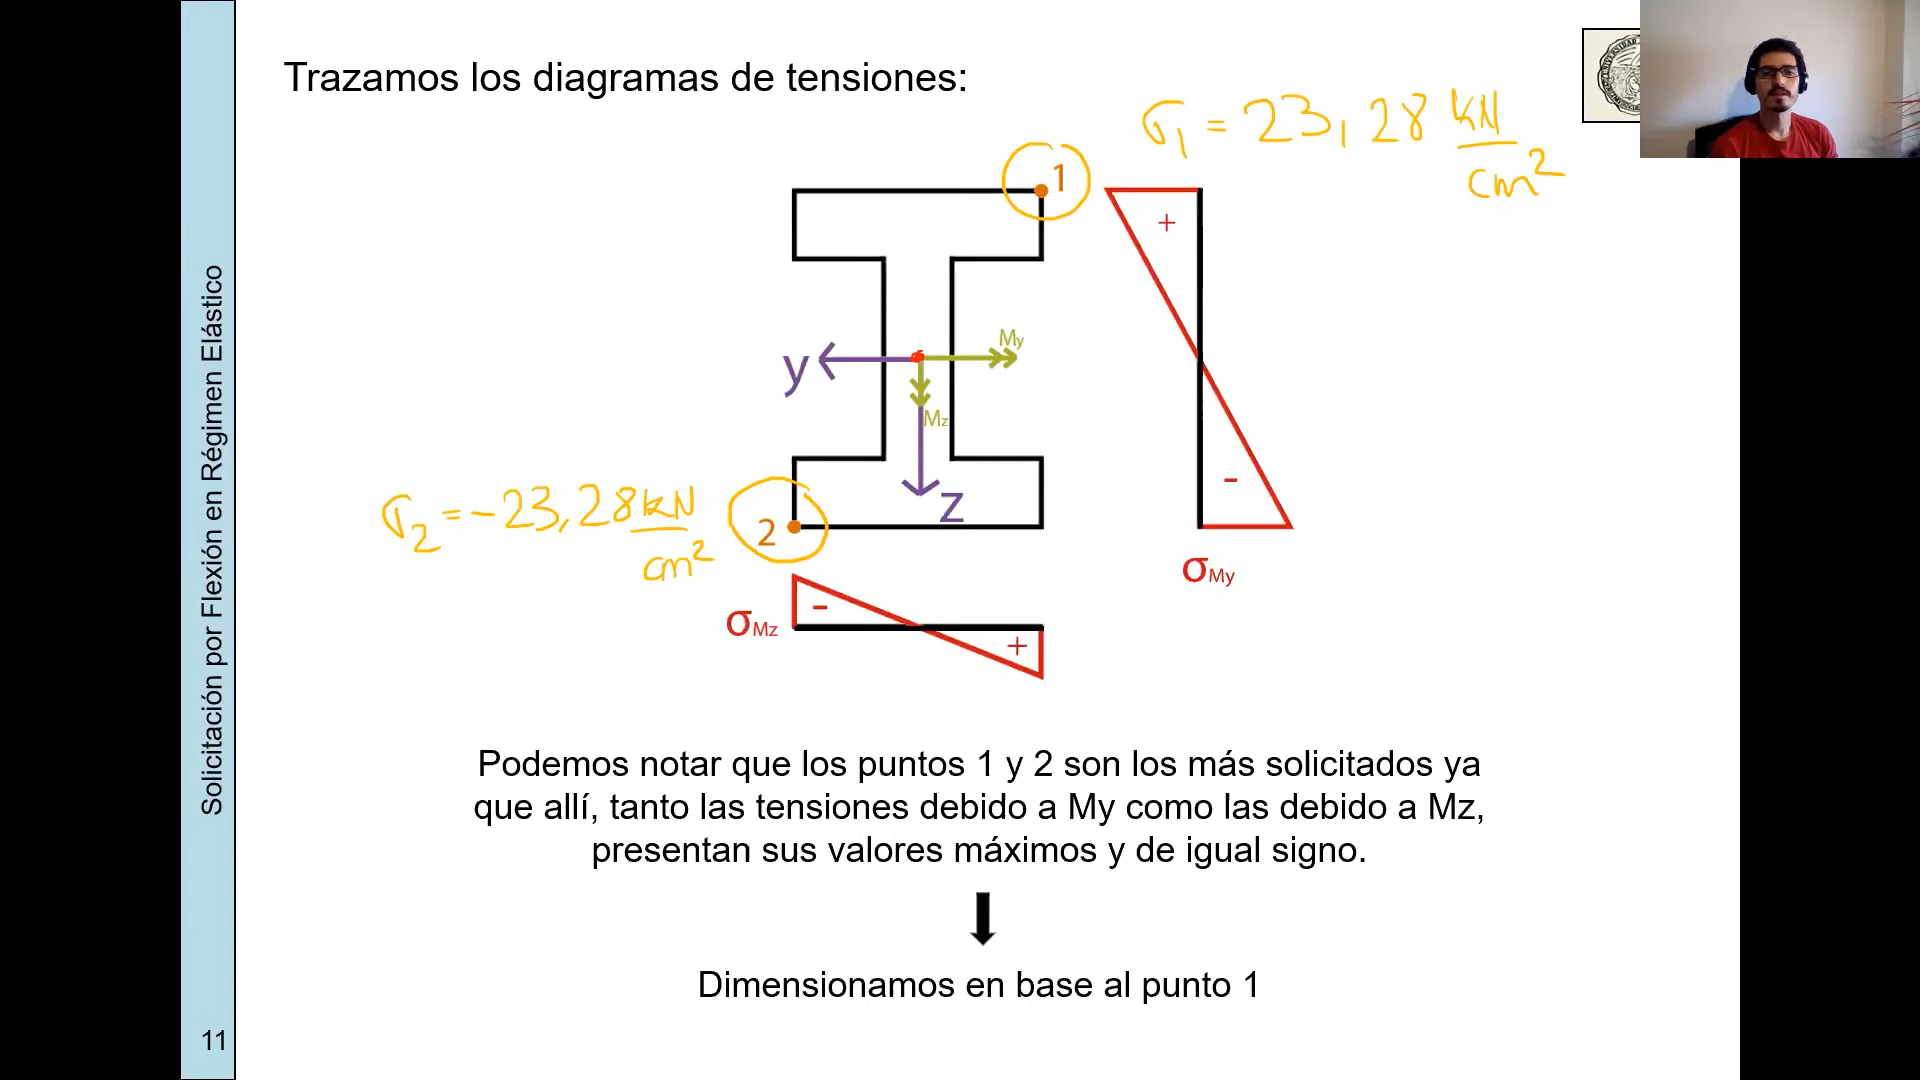 Trazamos los diagramas de tensiones:
σ1 = 23,28 kN/cm²
1
+
My
y
Mz
z
-
σ2 = -23,28 kN/cm²
2
σMy
-
σMz
+
Podemos notar que los puntos 1 y 2 son los más solicitados ya
que allí, tanto las tensiones debido a My como las debido a Mz,
presentan sus valores máximos y de igual signo.
Dimensionamos en base al punto 1
Solicitación por Flexión en Régimen Elástico
11